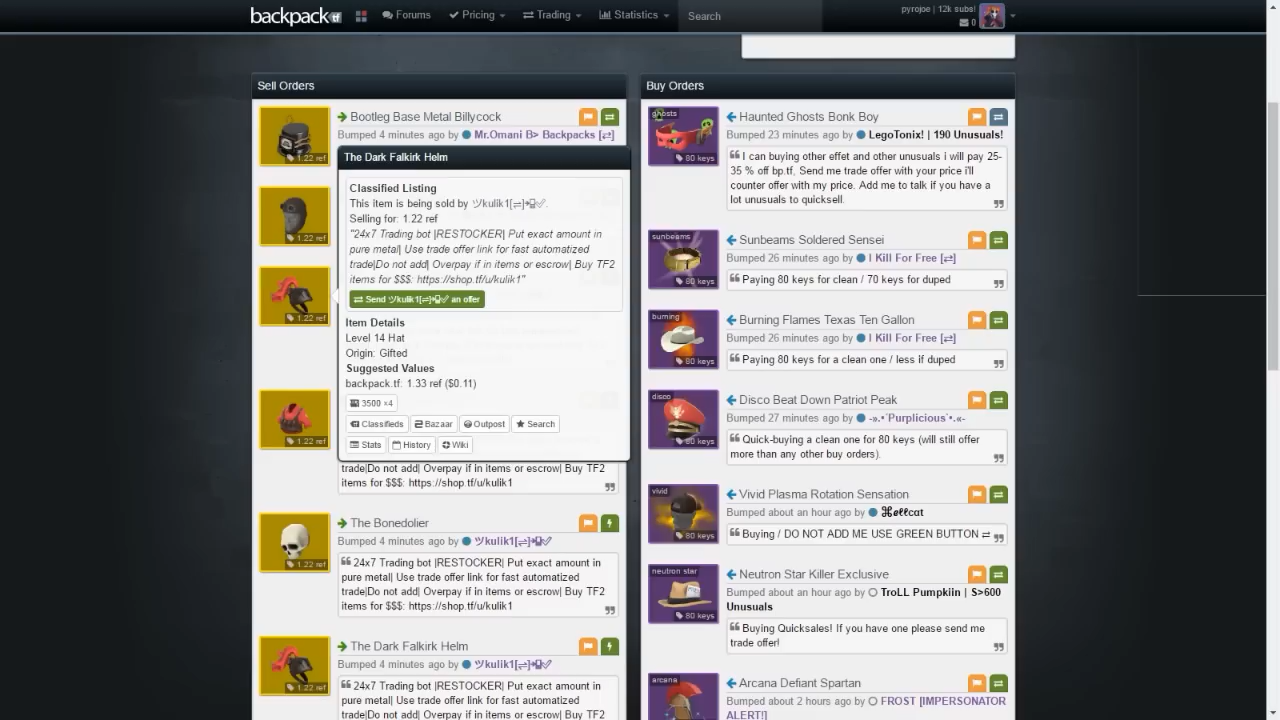 backpack.tf
Forums
Pricing
Trading
Statistics
Search
pyrojoe | 12k subs!
0
Sell Orders
Bootleg Base Metal Billycock
Bumped 4 minutes ago by Mr.Omani B> Backpacks [⇄]
1.22 ref
The Dark Falkirk Helm
Classified Listing
This item is being sold by ツkulik1[⇌]
Selling for: 1.22 ref
"24x7 Trading bot |RESTOCKER| Put exact amount in
pure metal| Use trade offer link for fast automatized
trade|Do not add| Overpay if in items or escrow| Buy TF2
items for $$$: https://shop.tf/u/kulik1"
Send ツkulik1[⇌] an offer
Item Details
Level 14 Hat
Origin: Gifted
Suggested Values
backpack.tf: 1.33 ref ($0.11)
3500 ×4
Classifieds
Bazaar
Outpost
Search
Stats
History
Wiki
1.22 ref
1.22 ref
1.22 ref
trade|Do not add| Overpay if in items or escrow| Buy TF2
items for $$$: https://shop.tf/u/kulik1
The Bonedolier
Bumped 4 minutes ago by ツkulik1[⇌]
1.22 ref
24x7 Trading bot |RESTOCKER| Put exact amount in
pure metal| Use trade offer link for fast automatized
trade|Do not add| Overpay if in items or escrow| Buy TF2
items for $$$: https://shop.tf/u/kulik1
The Dark Falkirk Helm
Bumped 4 minutes ago by ツkulik1[⇌]
1.22 ref
24x7 Trading bot |RESTOCKER| Put exact amount in
pure metal| Use trade offer link for fast automatized
trade|Do not add| Overpay if in items or escrow| Buy TF2
Buy Orders
ghosts
80 keys
Haunted Ghosts Bonk Boy
Bumped 23 minutes ago by LegoTonix! | 190 Unusuals!
I can buying other effet and other unusuals i will pay 25-
35 % off bp.tf, Send me trade offer with your price i'll
counter offer with my price. Add me to talk if you have a
lot unusuals to quicksell.
sunbeams
80 keys
Sunbeams Soldered Sensei
Bumped 26 minutes ago by I Kill For Free [⇄]
Paying 80 keys for clean / 70 keys for duped
burning
80 keys
Burning Flames Texas Ten Gallon
Bumped 26 minutes ago by I Kill For Free [⇄]
Paying 80 keys for a clean one / less if duped
disco
80 keys
Disco Beat Down Patriot Peak
Bumped 27 minutes ago by -».•˙Purplicious˙•.«-
Quick-buying a clean one for 80 keys (will still offer
more than any other buy orders).
vivid
80 keys
Vivid Plasma Rotation Sensation
Bumped about an hour ago by ⌘ℯℓℓcαt
Buying / DO NOT ADD ME USE GREEN BUTTON ⇄
neutron star
80 keys
Neutron Star Killer Exclusive
Bumped about an hour ago by TroLL Pumpkiin | S>600
Unusuals
Buying Quicksales! If you have one please send me
trade offer!
arcana
Arcana Defiant Spartan
Bumped about 2 hours ago by FROST [IMPERSONATOR
ALERT!]